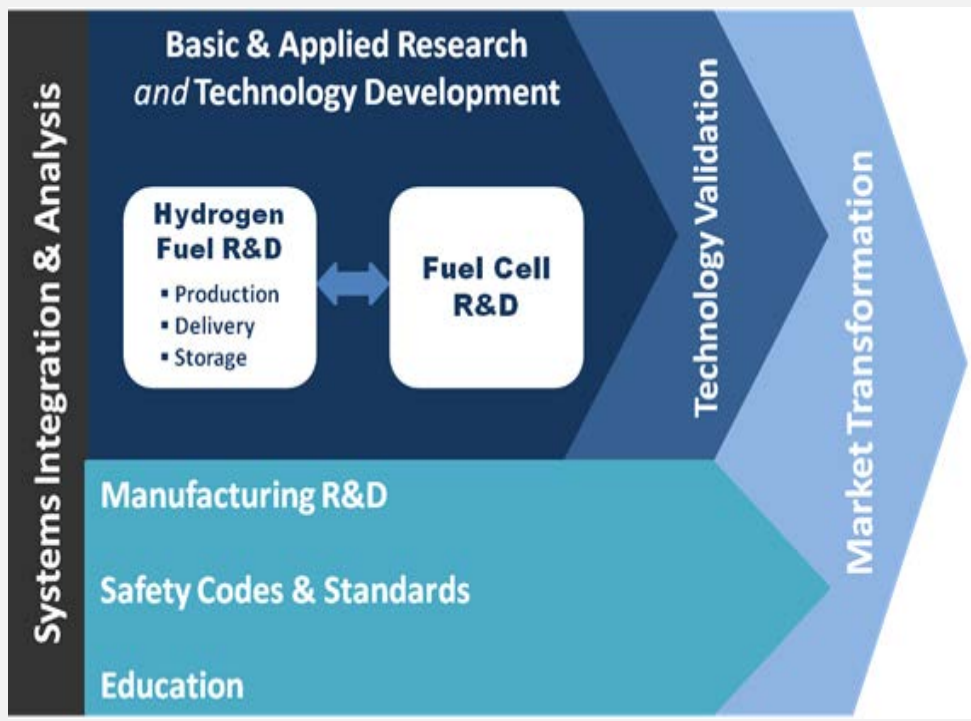 Systems Integration & Analysis
Basic & Applied Research
and Technology Development
Hydrogen
Fuel R&D
▪ Production
▪ Delivery
▪ Storage
Fuel Cell
R&D
Technology Validation
Market Transformation
Manufacturing R&D
Safety Codes & Standards
Education